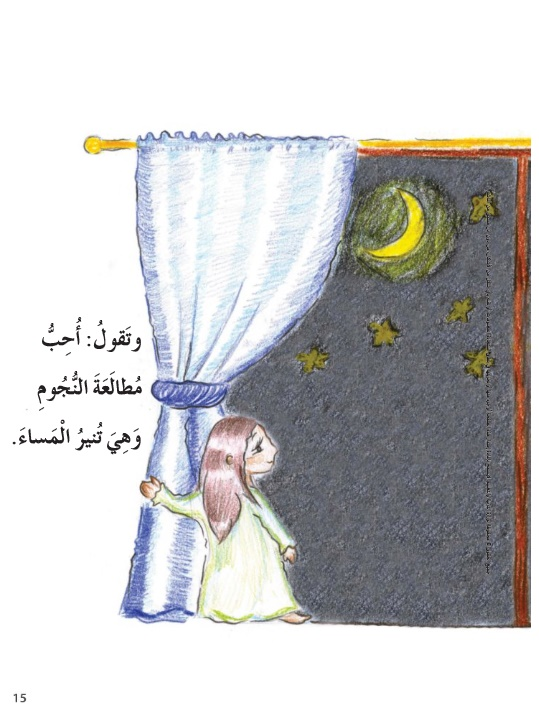 وتَقولُ: أُحِبُّ
مُطالَعَةَ النُّجُومِ
وَهِيَ تُنيرُ الْمَساءَ.
15